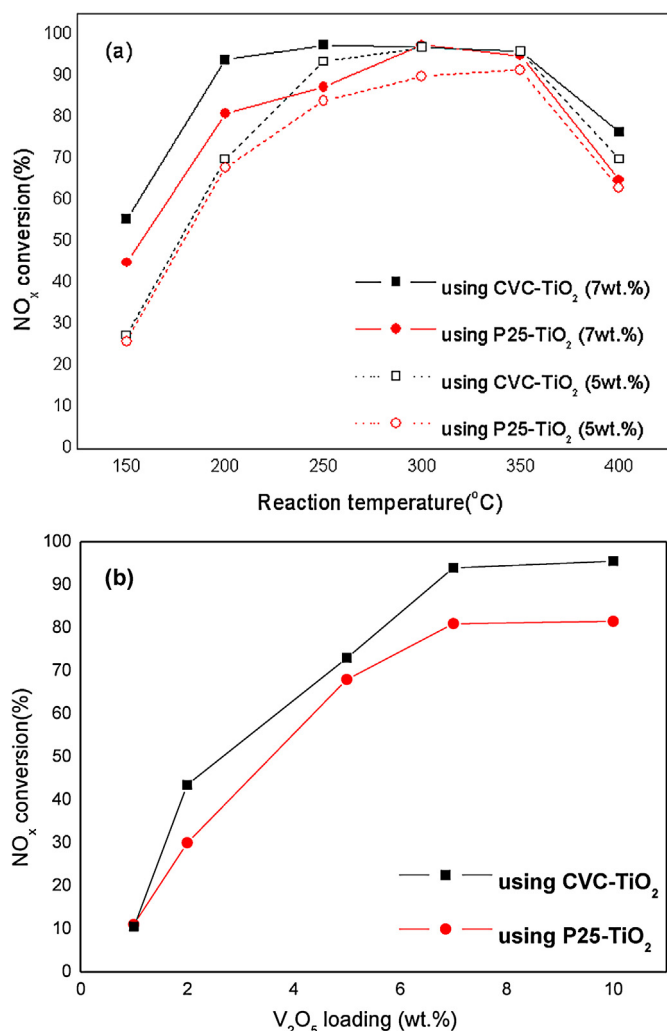 (a)
100
90
80
70
60
50
40
30
20
10
0
NOₓ conversion(%)
using CVC-TiO₂ (7wt.%)
using P25-TiO₂ (7wt.%)
using CVC-TiO₂ (5wt.%)
using P25-TiO₂ (5wt.%)
150 200 250 300 350 400
Reaction temperature(°C)
(b)
100
90
80
70
60
50
40
30
20
10
0
NOₓ conversion(%)
using CVC-TiO₂
using P25-TiO₂
0 2 4 6 8 10
V₂O₅ loading (wt.%)